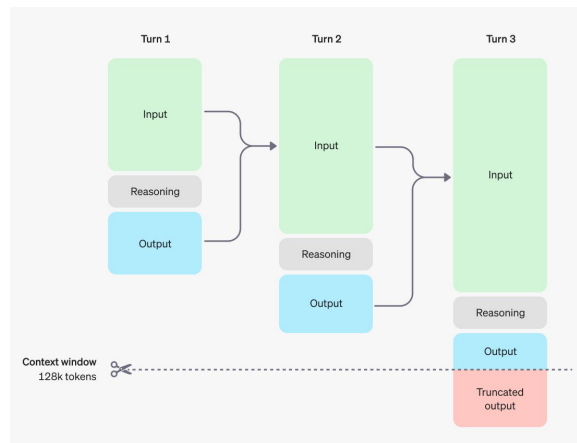 Turn 1
Turn 2
Turn 3
Input
Input
Input
Reasoning
Output
Reasoning
Output
Reasoning
Output
Context window
128k tokens
Truncated
output